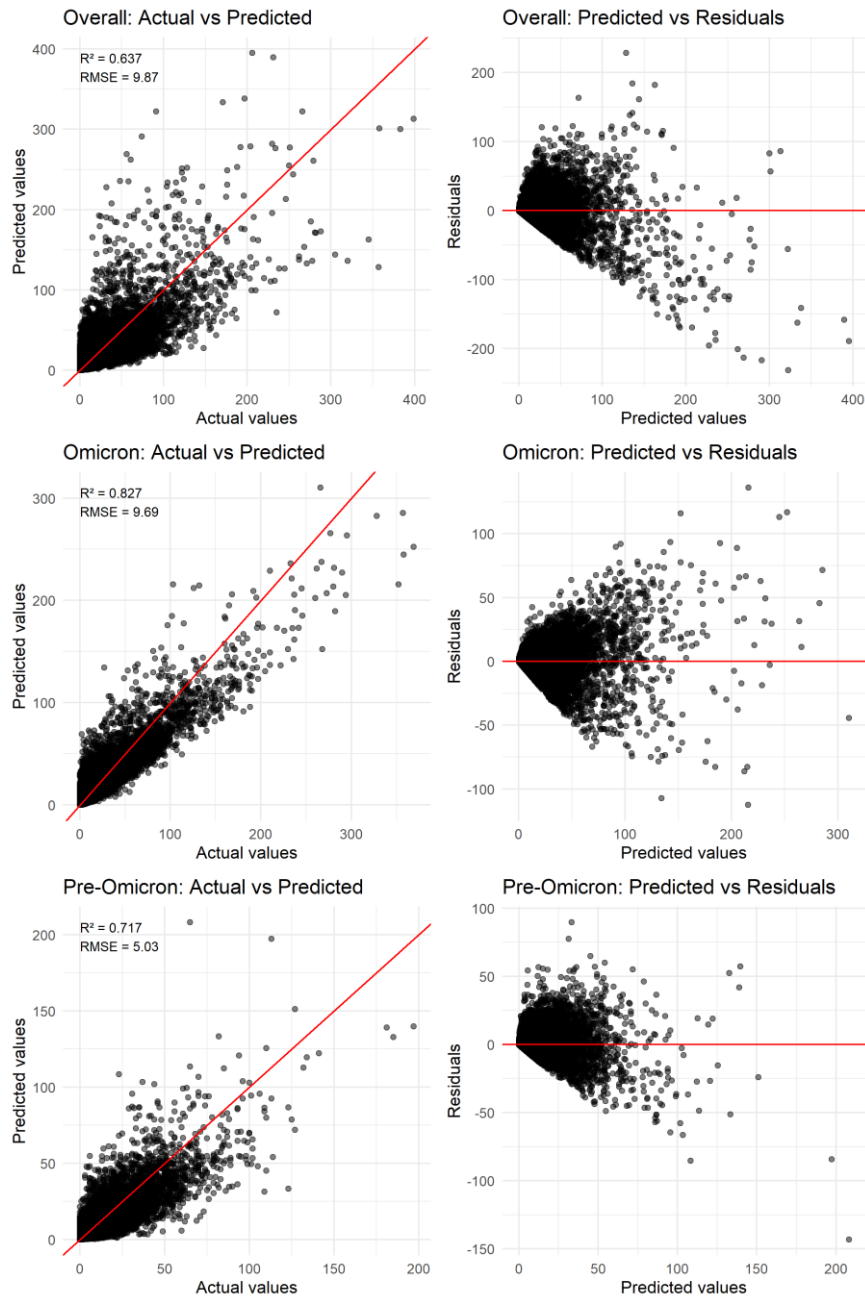 Overall: Actual vs Predicted
R² = 0.637
RMSE = 9.87
400
300
200
100
0
Predicted values
0 100 200 300 400
Actual values
Overall: Predicted vs Residuals
200
100
0
-100
-200
Residuals
0 100 200 300 400
Predicted values
Omicron: Actual vs Predicted
R² = 0.827
RMSE = 9.69
300
200
100
0
Predicted values
0 100 200 300
Actual values
Omicron: Predicted vs Residuals
100
50
0
-50
-100
Residuals
0 100 200 300
Predicted values
Pre-Omicron: Actual vs Predicted
R² = 0.717
RMSE = 5.03
200
150
100
50
0
Predicted values
0 50 100 150 200
Actual values
Pre-Omicron: Predicted vs Residuals
100
50
0
-50
-100
-150
Residuals
0 50 100 150 200
Predicted values